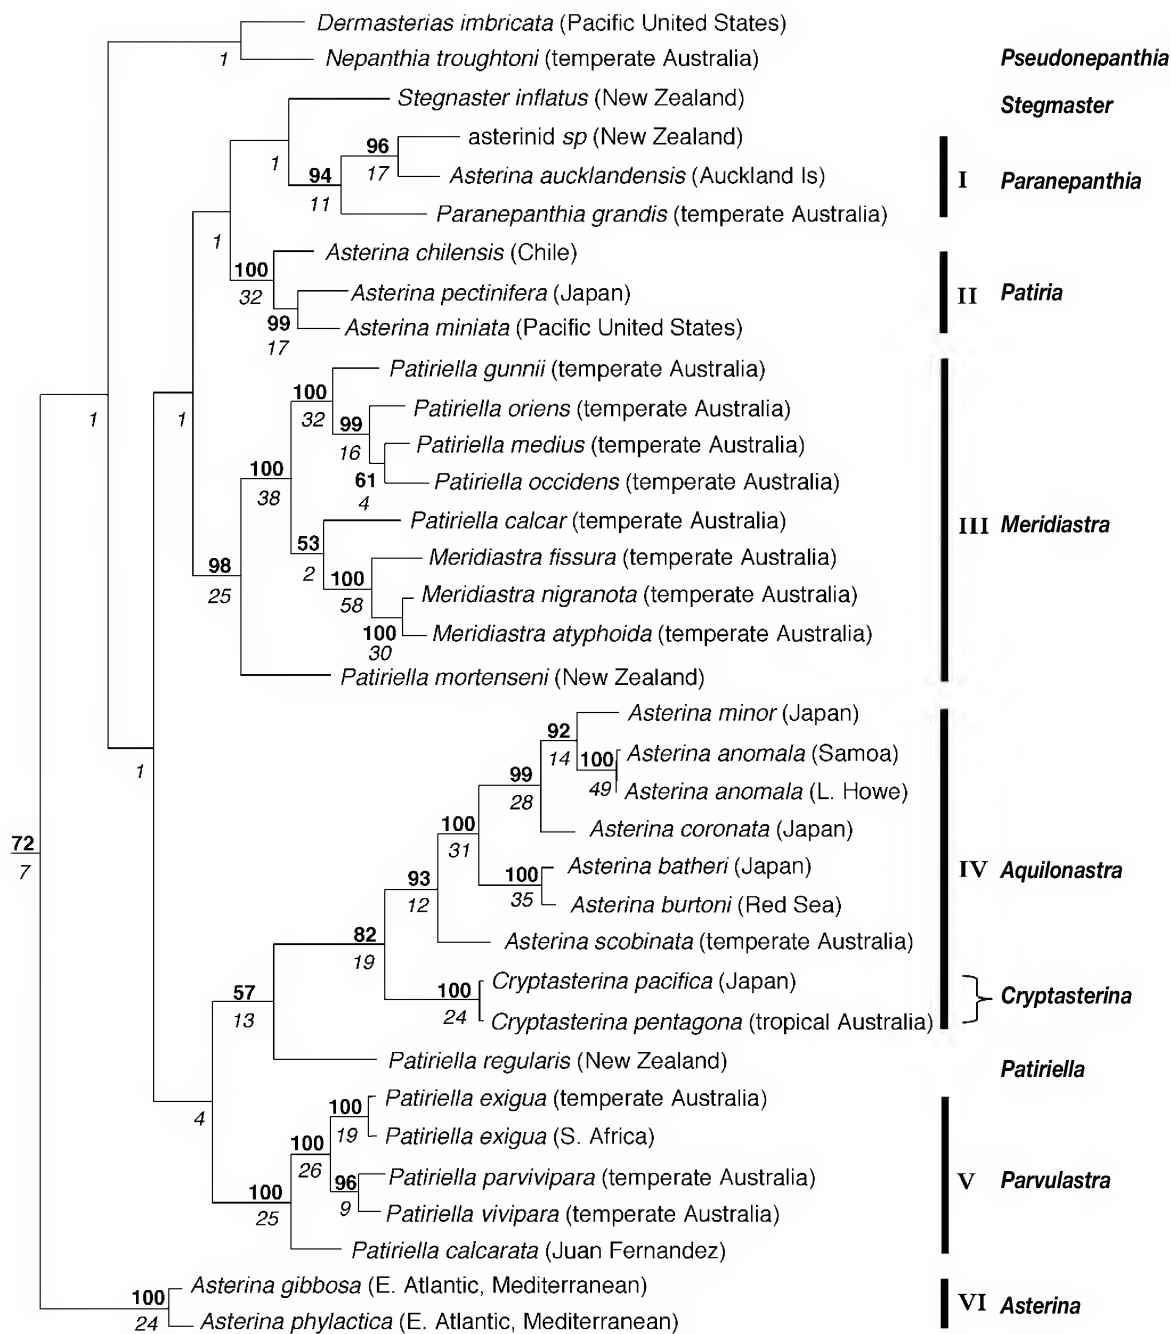 Dermasterias imbricata (Pacific United States)
1
Nepanthia troughtoni (temperate Australia) Pseudonepanthia
Stegnaster inflatus (New Zealand) Stegmaster
96 asterinid sp (New Zealand)
1
94 17 Asterina aucklandensis (Auckland Is) I Paranepanthia
11 Paranepanthia grandis (temperate Australia)
1
100 Asterina chilensis (Chile)
32 Asterina pectinifera (Japan) II Patiria
99 Asterina miniata (Pacific United States)
17
Patiriella gunnii (temperate Australia)
100
1 1 32 Patiriella oriens (temperate Australia)
99
16 Patiriella medius (temperate Australia)
100 61 Patiriella occidens (temperate Australia)
38 4
Patiriella calcar (temperate Australia) III Meridiastra
53
98 2 100 Meridiastra fissura (temperate Australia)
25 58 Meridiastra nigranota (temperate Australia)
100 Meridiastra atyphoida (temperate Australia)
30
Patiriella mortenseni (New Zealand)
Asterina minor (Japan)
92
1 14 100 Asterina anomala (Samoa)
99 49 Asterina anomala (L. Howe)
28
100 Asterina coronata (Japan)
72 31
7 100 Asterina batheri (Japan) IV Aquilonastra
93 35 Asterina burtoni (Red Sea)
12
82 Asterina scobinata (temperate Australia)
19
57 100 Cryptasterina pacifica (Japan) Cryptasterina
13 24 Cryptasterina pentagona (tropical Australia)
Patiriella regularis (New Zealand) Patiriella
4 100 Patiriella exigua (temperate Australia)
100 19 Patiriella exigua (S. Africa)
26
96 Patiriella parvivipara (temperate Australia) V Parvulastra
100 9 Patiriella vivipara (temperate Australia)
25
Patiriella calcarata (Juan Fernandez)
Asterina gibbosa (E. Atlantic, Mediterranean)
100 VI Asterina
24 Asterina phylactica (E. Atlantic, Mediterranean)